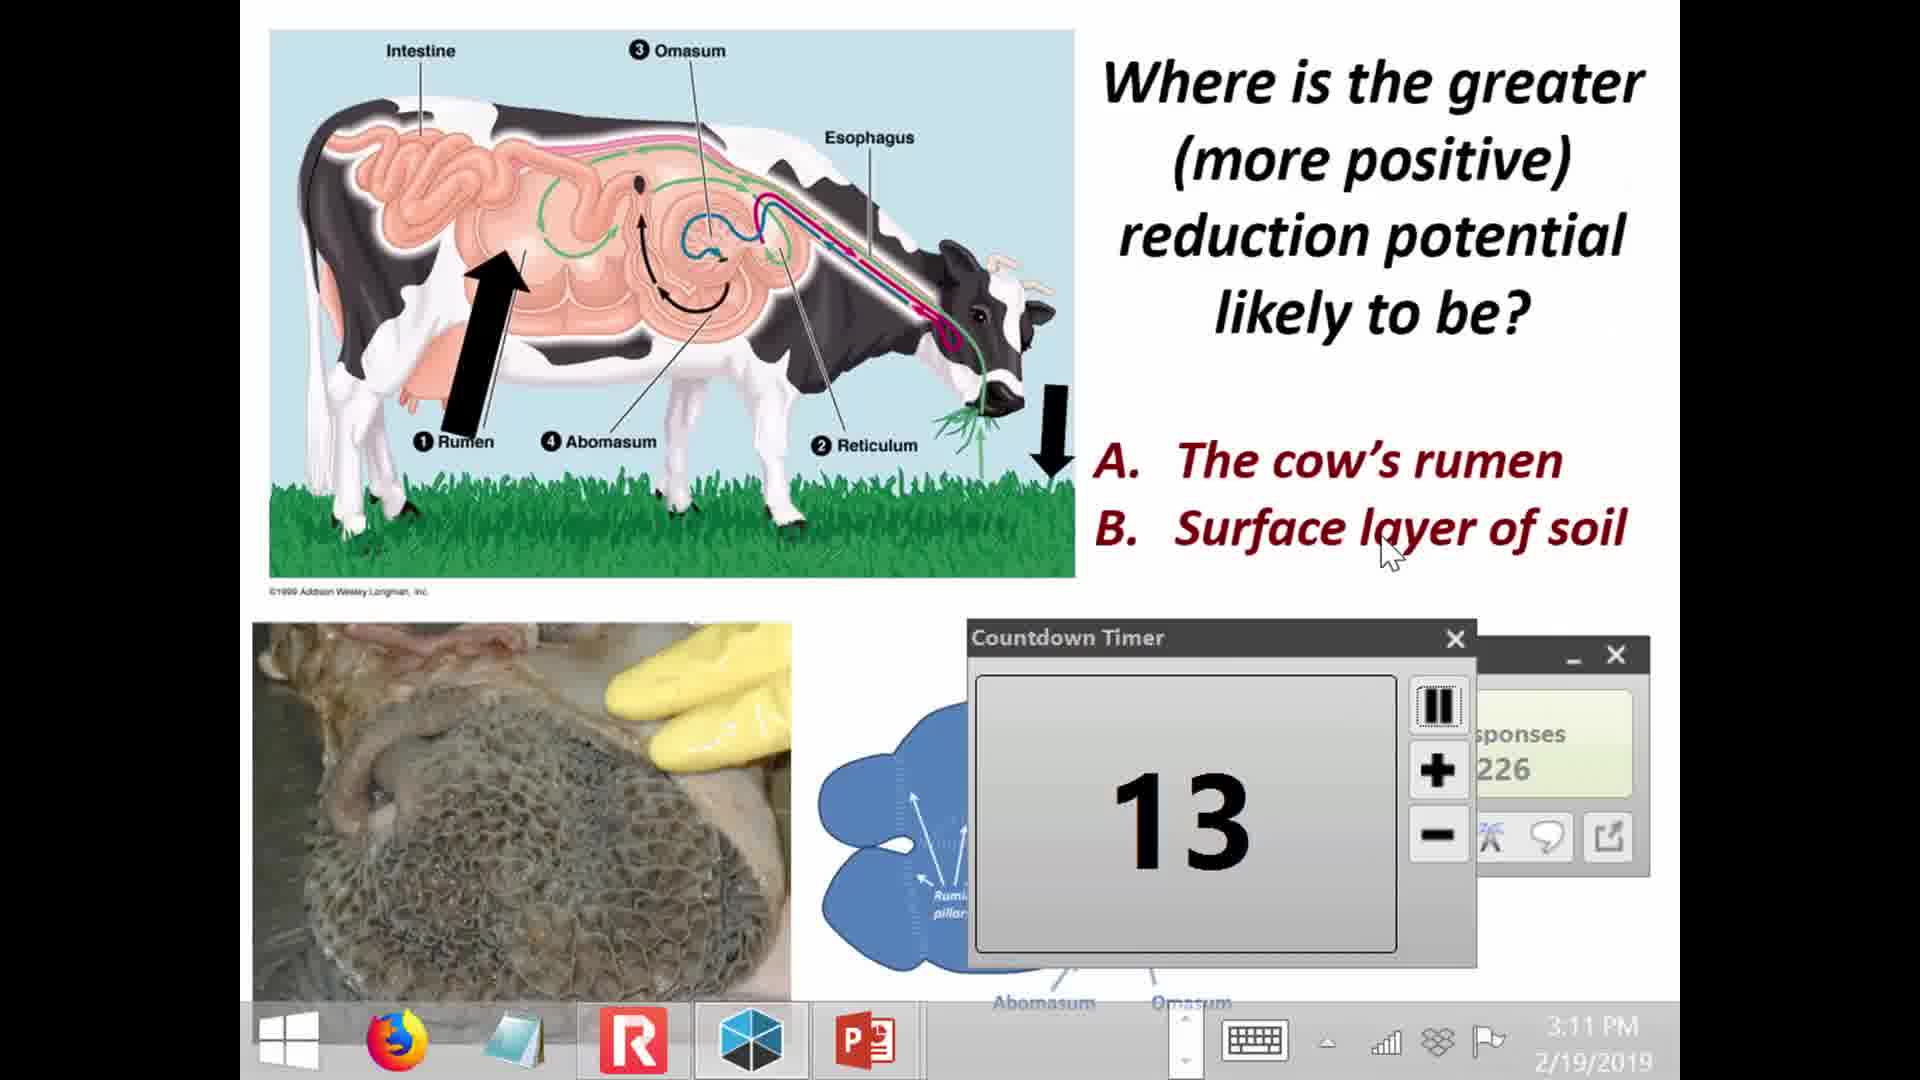 Intestine
3 Omasum
Esophagus
1 Rumen
4 Abomasum
2 Reticulum
©1999 Addison Wesley Longman, Inc.
Where is the greater
(more positive)
reduction potential
likely to be?
A. The cow's rumen
B. Surface layer of soil
Countdown Timer
13
sponses
226
Rumi
pillar
Abomasum
Omasum
3:11 PM
2/19/2019